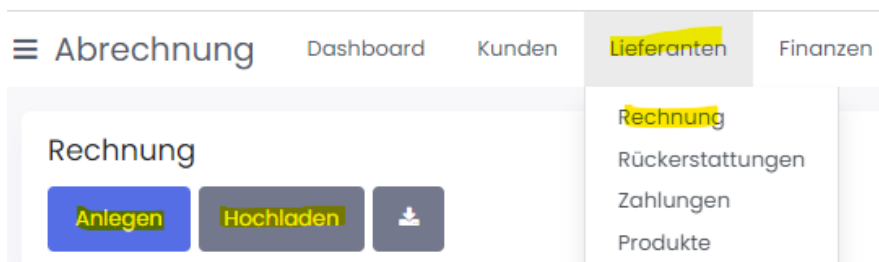 Abrechnung Dashboard Kunden Lieferanten Finanzen
Rechnung
Rückerstattungen
Zahlungen
Produkte
Rechnung
Anlegen Hochladen